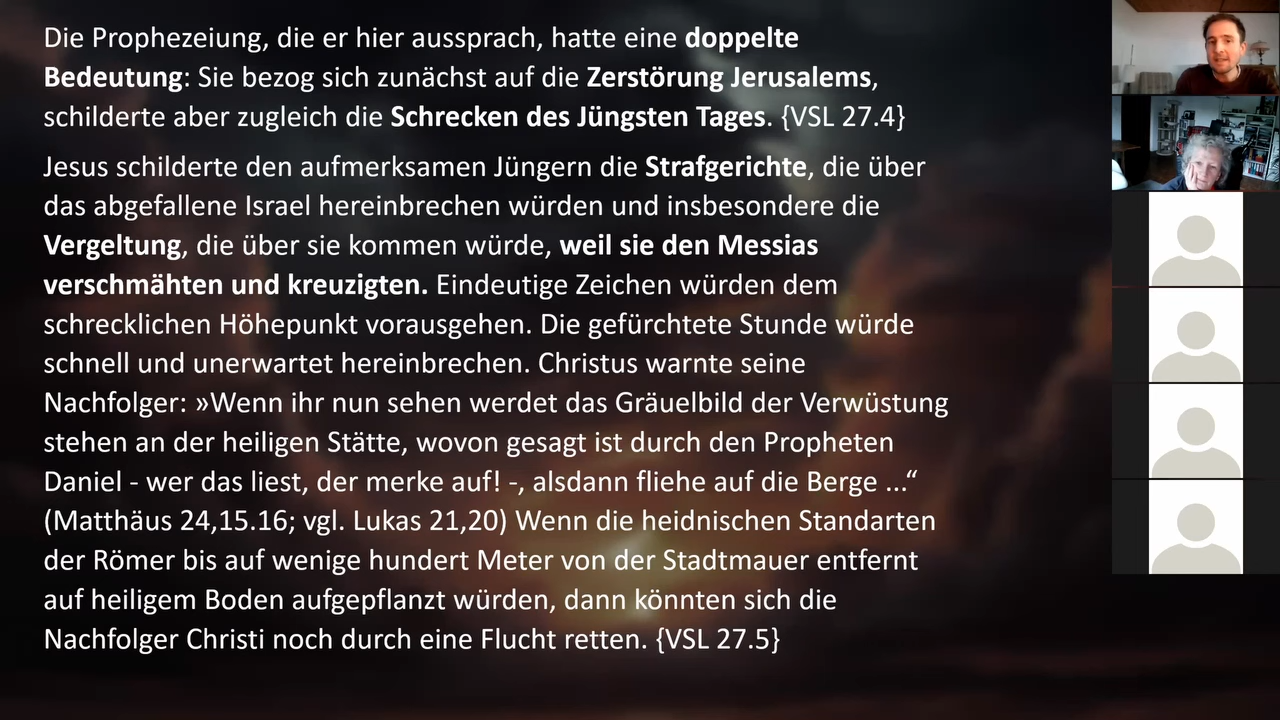 Die Prophezeiung, die er hier aussprach, hatte eine doppelte
Bedeutung: Sie bezog sich zunächst auf die Zerstörung Jerusalems,
schilderte aber zugleich die Schrecken des Jüngsten Tages. {VSL 27.4}
Jesus schilderte den aufmerksamen Jüngern die Strafgerichte, die über
das abgefallene Israel hereinbrechen würden und insbesondere die
Vergeltung, die über sie kommen würde, weil sie den Messias
verschmähten und kreuzigten. Eindeutige Zeichen würden dem
schrecklichen Höhepunkt vorausgehen. Die gefürchtete Stunde würde
schnell und unerwartet hereinbrechen. Christus warnte seine
Nachfolger: »Wenn ihr nun sehen werdet das Gräuelbild der Verwüstung
stehen an der heiligen Stätte, wovon gesagt ist durch den Propheten
Daniel - wer das liest, der merke auf! -, alsdann fliehe auf die Berge ...“
(Matthäus 24,15.16; vgl. Lukas 21,20) Wenn die heidnischen Standarten
der Römer bis auf wenige hundert Meter von der Stadtmauer entfernt
auf heiligem Boden aufgepflanzt würden, dann könnten sich die
Nachfolger Christi noch durch eine Flucht retten. {VSL 27.5}